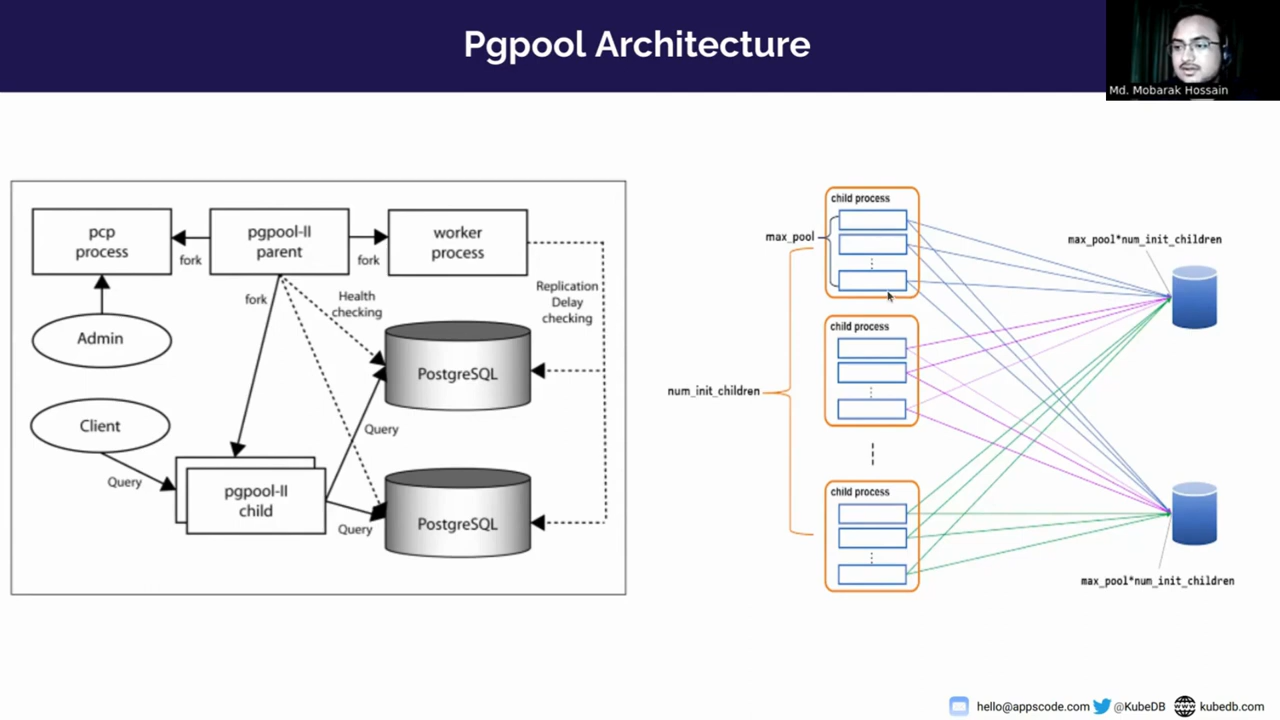 Pgpool Architecture
Md. Mobarak Hossain
pcp
process
fork
pgpool-II
parent
fork
worker
process
fork
Health
checking
Replication
Delay
checking
Admin
PostgreSQL
Client
Query
Query
pgpool-II
child
Query
PostgreSQL
child process
max_pool
max_pool*num_init_children
child process
num_init_children
child process
max_pool*num_init_children
hello@appscode.com
@KubeDB
kubedb.com